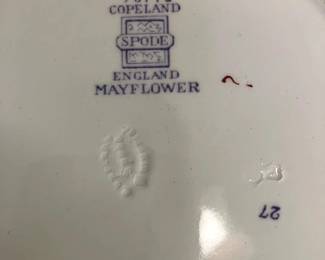 COPELAND
SPODE
ENGLAND
MAYFLOWER
27